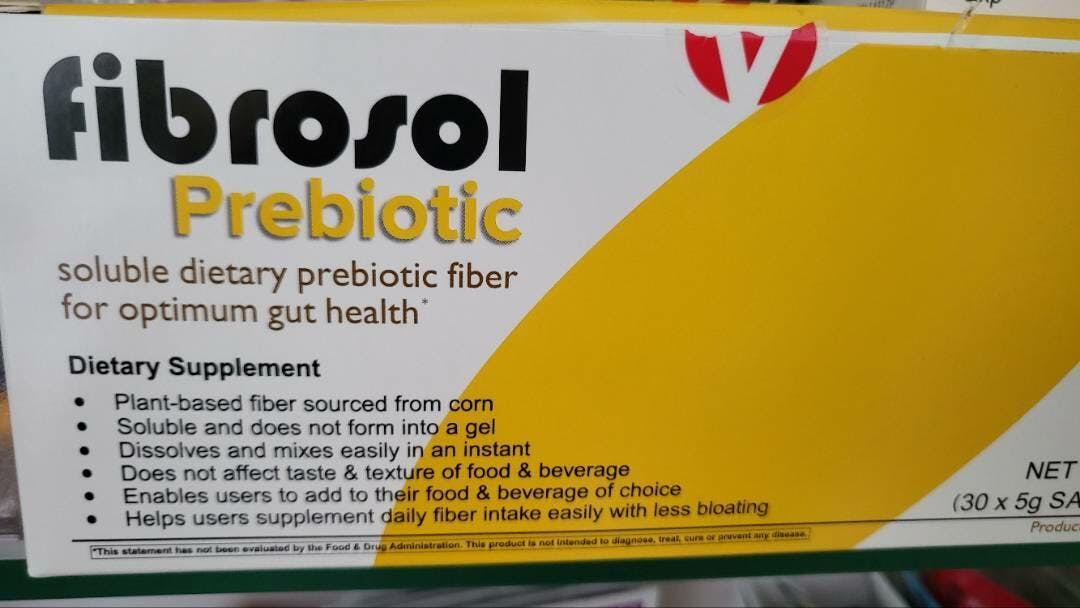 fibrosol
Prebiotic
soluble dietary prebiotic fiber
for optimum gut health*
Dietary Supplement
• Plant-based fiber sourced from corn
• Soluble and does not form into a gel
• Dissolves and mixes easily in an instant
• Does not affect taste & texture of food & beverage
• Enables users to add to their food & beverage of choice
• Helps users supplement daily fiber intake easily with less bloating
*This statement has not been evaluated by the Food & Drug Administration. This product is not intended to diagnose, treat, cure or prevent any disease.
NET
(30 x 5g SA
Produc